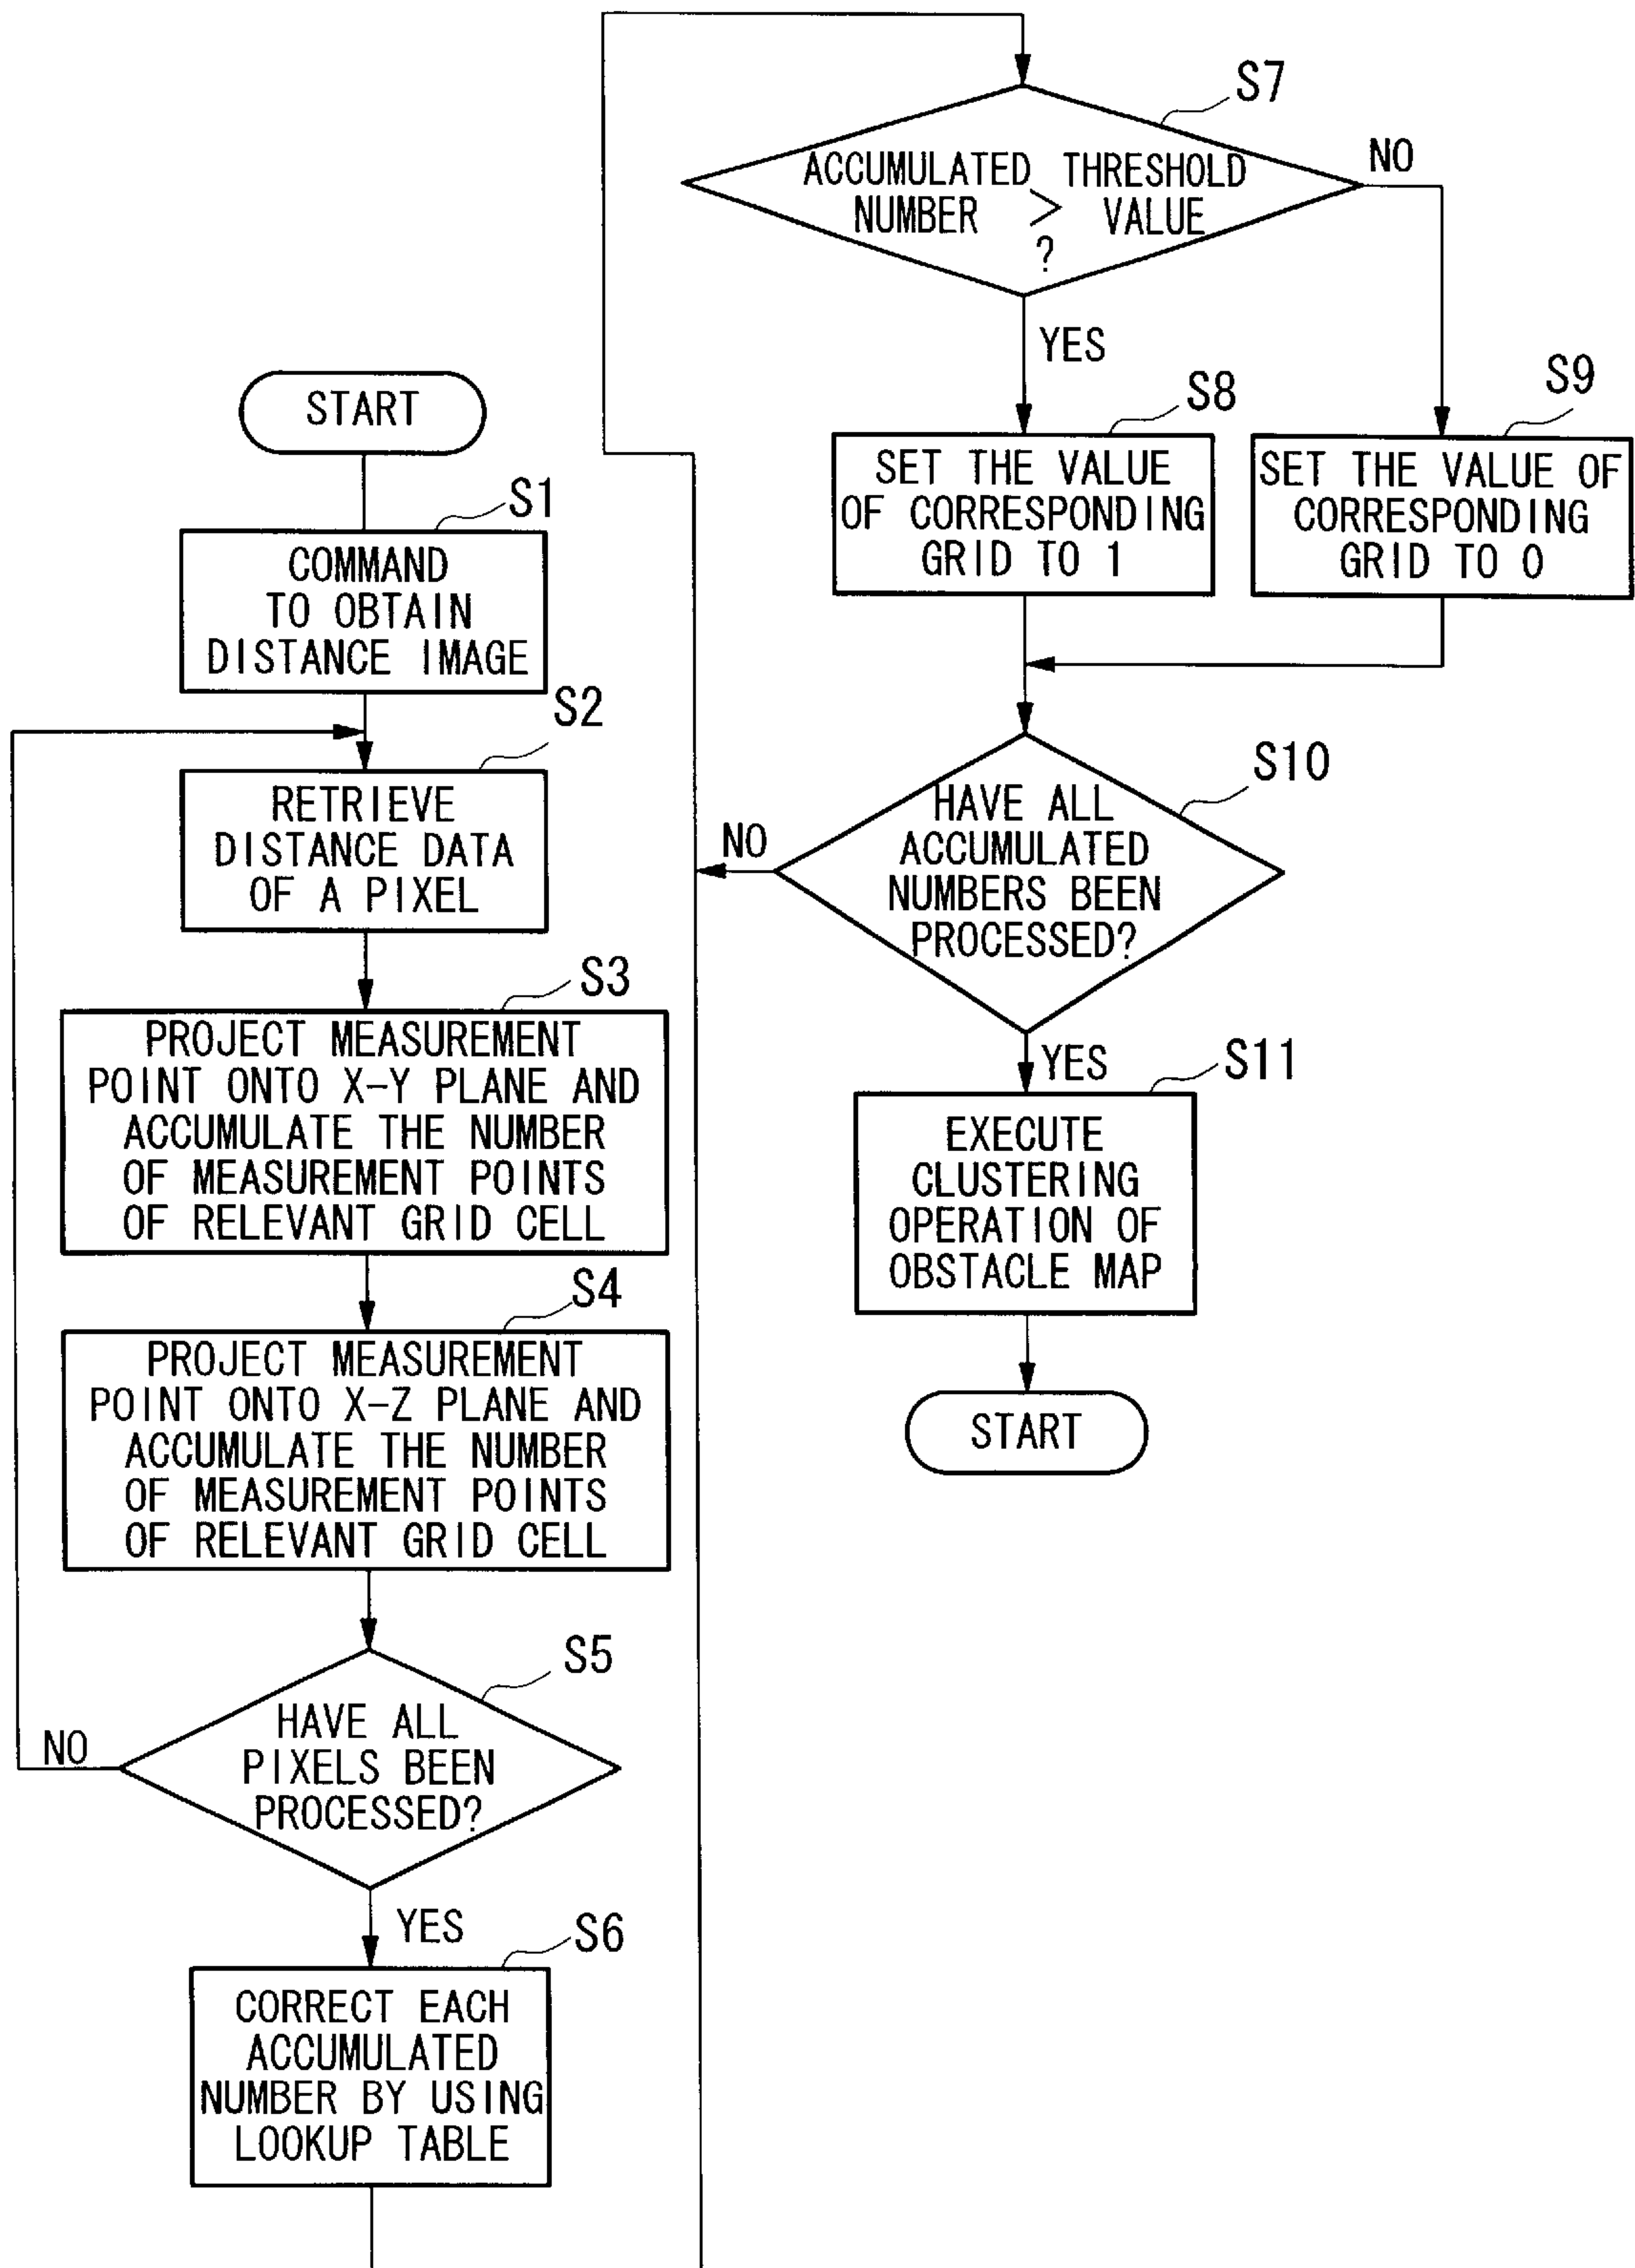 START
S1
COMMAND
TO OBTAIN
DISTANCE IMAGE
S2
RETRIEVE
DISTANCE DATA
OF A PIXEL
S3
PROJECT MEASUREMENT
POINT ONTO X-Y PLANE AND
ACCUMULATE THE NUMBER
OF MEASUREMENT POINTS
OF RELEVANT GRID CELL
S4
PROJECT MEASUREMENT
POINT ONTO X-Z PLANE AND
ACCUMULATE THE NUMBER
OF MEASUREMENT POINTS
OF RELEVANT GRID CELL
S5
HAVE ALL
PIXELS BEEN
PROCESSED?
NO
YES
S6
CORRECT EACH
ACCUMULATED
NUMBER BY USING
LOOKUP TABLE
S7
ACCUMULATED THRESHOLD
NUMBER > VALUE
?
NO
YES
S8
SET THE VALUE
OF CORRESPONDING
GRID TO 1
S9
SET THE VALUE OF
CORRESPONDING
GRID TO 0
S10
HAVE ALL
ACCUMULATED
NUMBERS BEEN
PROCESSED?
NO
YES
S11
EXECUTE
CLUSTERING
OPERATION OF
OBSTACLE MAP
START